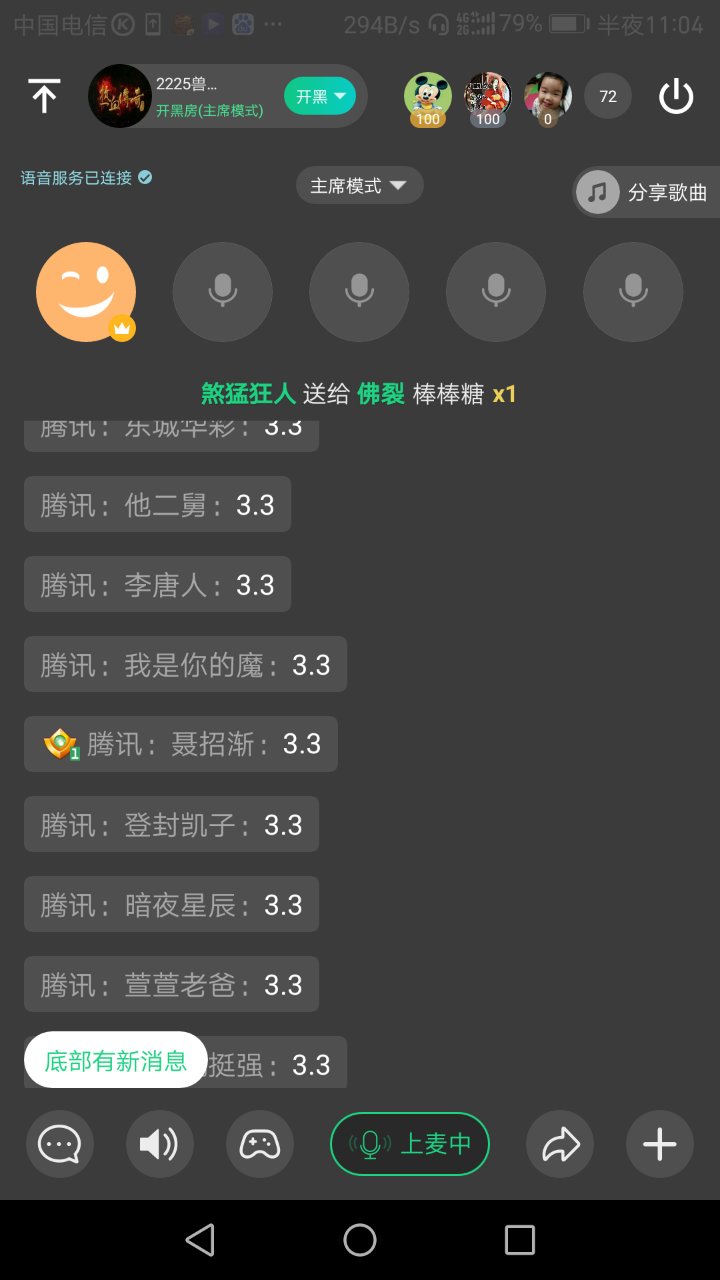 中国电信 294B/s 4G 2G 79% 半夜11:04
2225兽...
开黑房(主席模式)
开黑
100
100
0
72
语音服务已连接
主席模式
分享歌曲
煞猛狂人 送给 佛裂 棒棒糖 x1
腾讯：东城华彩：3.3
腾讯：他二舅：3.3
腾讯：李唐人：3.3
腾讯：我是你的魔：3.3
1 腾讯：聂招渐：3.3
腾讯：登封凯子：3.3
腾讯：暗夜星辰：3.3
腾讯：萱萱老爸：3.3
底部有新消息
挺强：3.3
上麦中